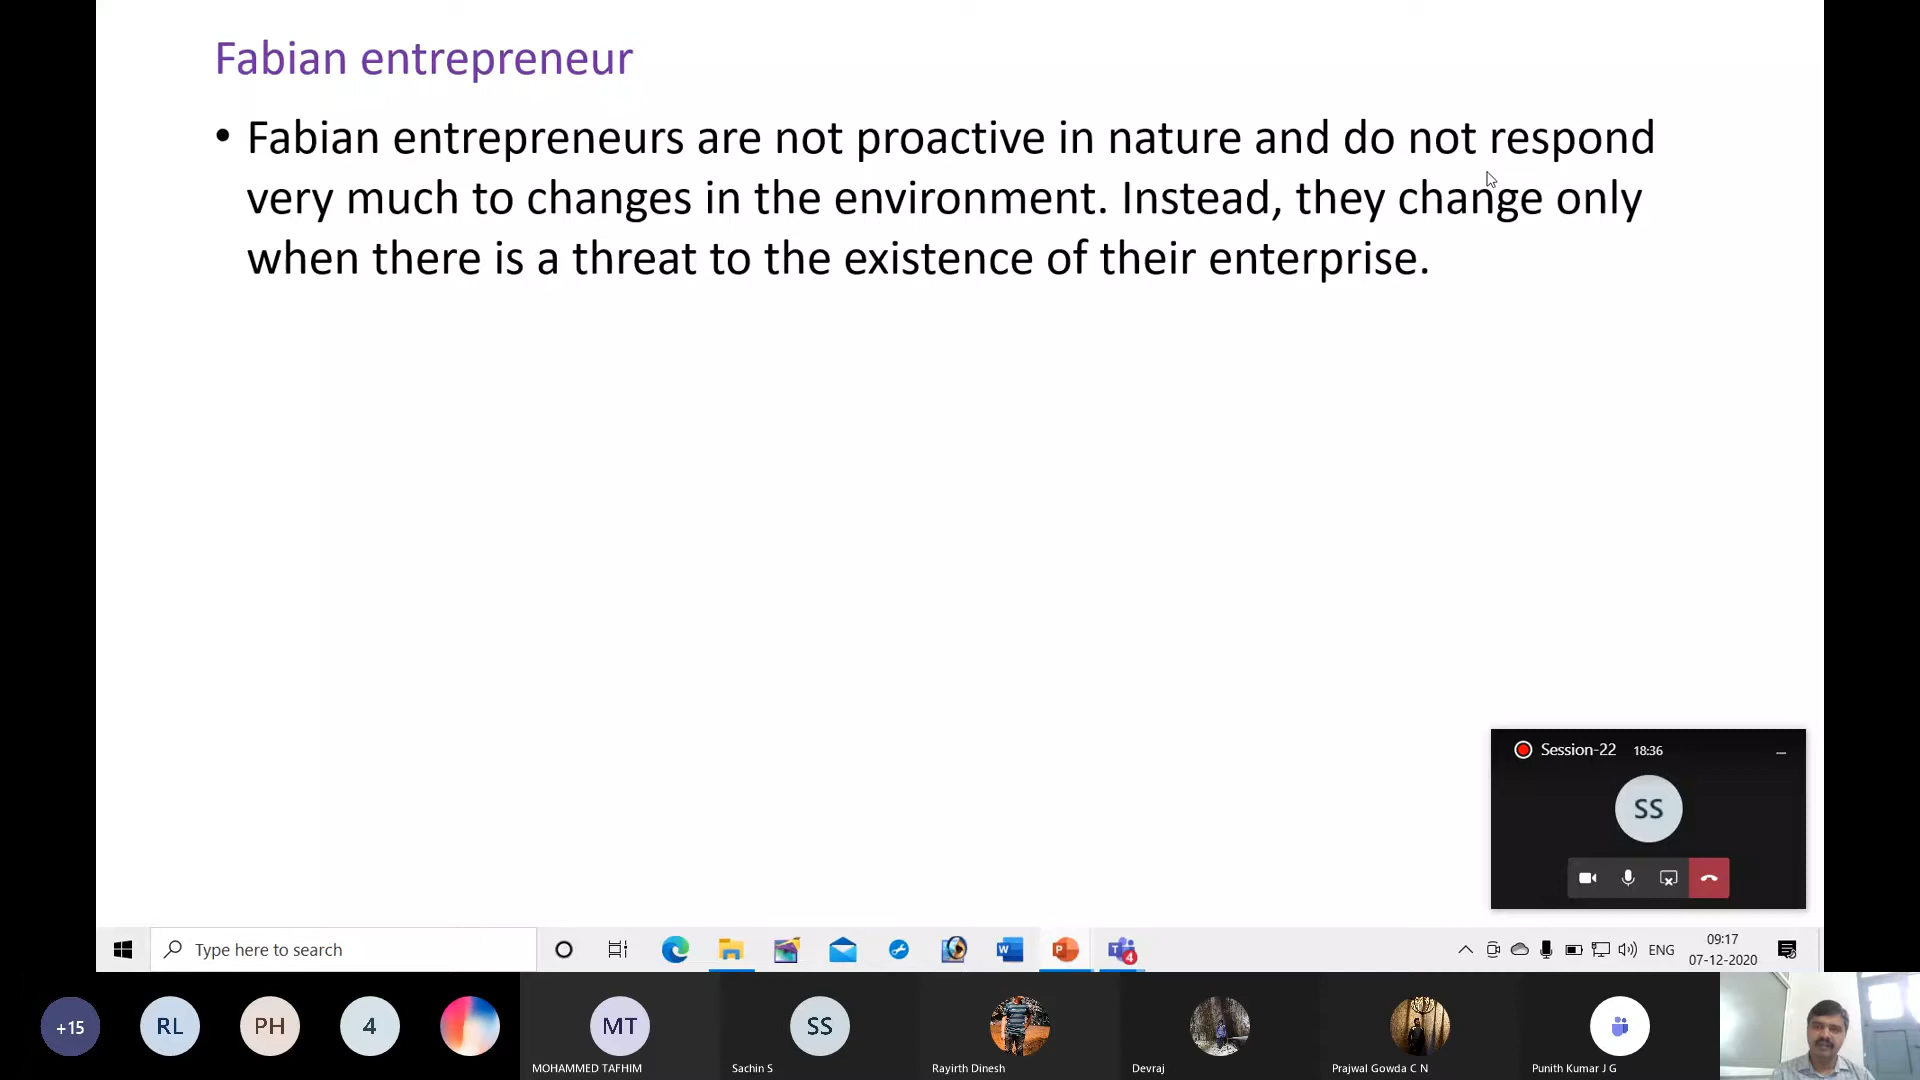 Fabian entrepreneur
• Fabian entrepreneurs are not proactive in nature and do not respond
very much to changes in the environment. Instead, they change only
when there is a threat to the existence of their enterprise.
Session-22 18:36
SS
Type here to search
W
P
T
4
ENG
09:17
07-12-2020
+15
RL
PH
4
MT
SS
MOHAMMED TAFHIM
Sachin S
Rayirth Dinesh
Devraj
Prajwal Gowda C N
Punith Kumar J G